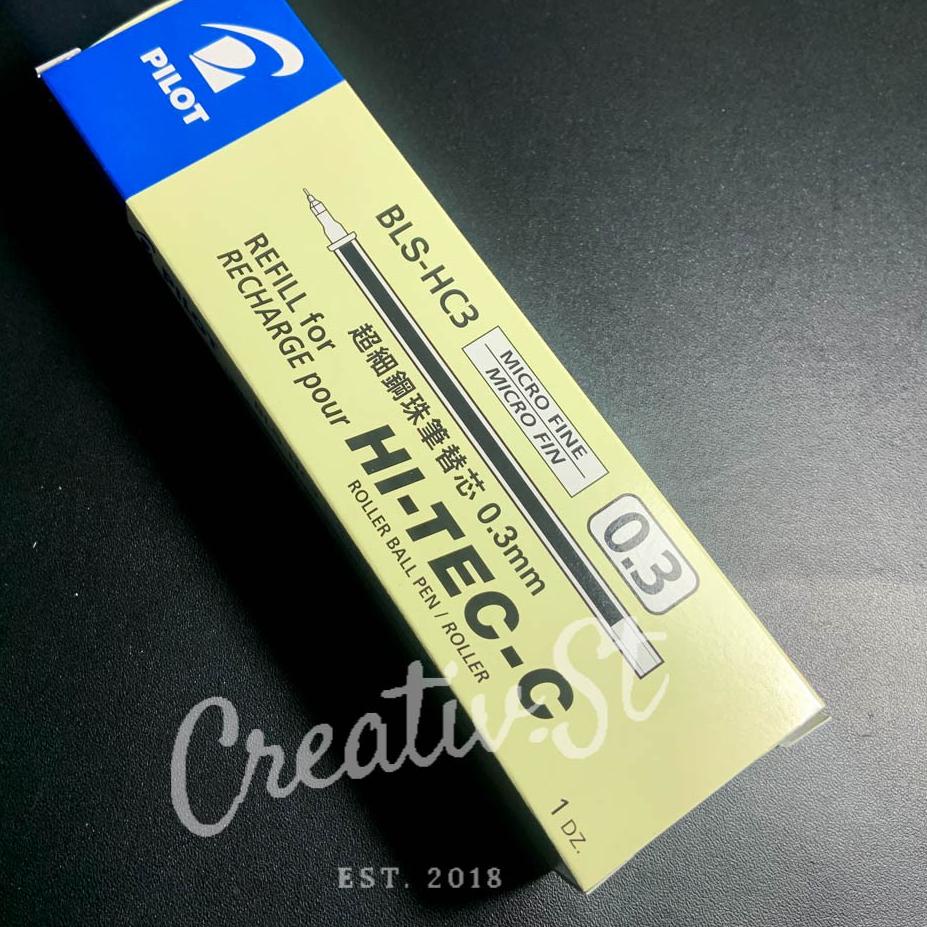 PILOT
BLS-HC3
MICRO FINE
MICRO FIN
0.3
超細鋼珠筆替芯 0.3mm
REFILL for
RECHARGE pour
HI-TEC-C
ROLLER BALL PEN / ROLLER
1 DZ.
Creativ.St
EST. 2018